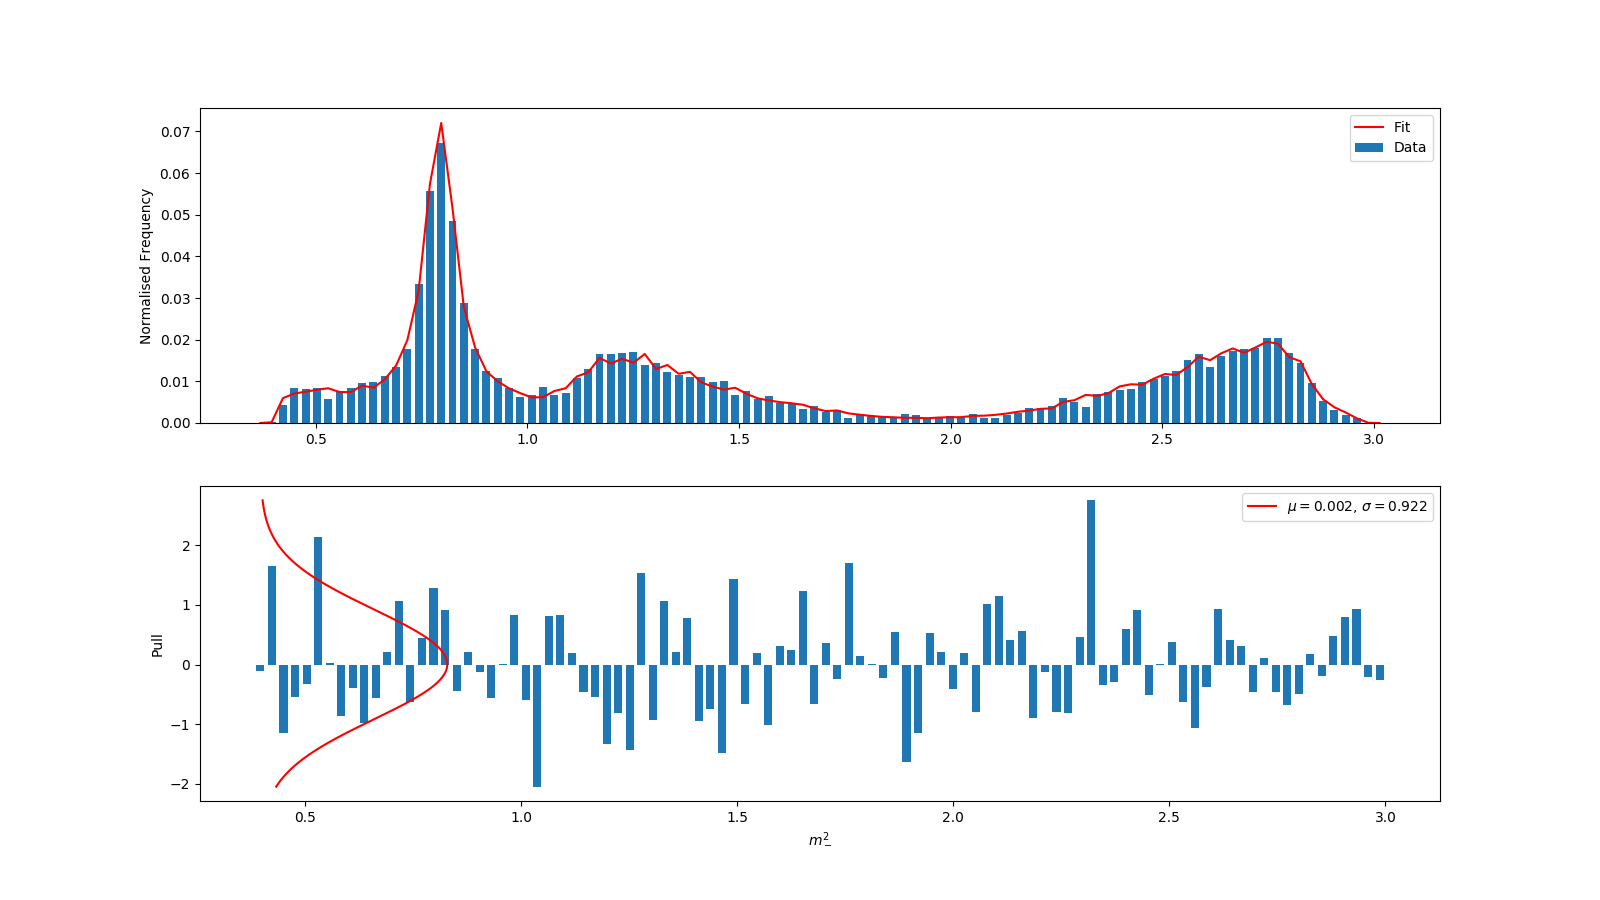 0.07
0.06
0.05
0.04
0.03
0.02
0.01
0.00
Normalised Frequency
Fit
Data
0.5 1.0 1.5 2.0 2.5 3.0
2
1
0
−1
−2
Pull
μ = 0.002, σ = 0.922
0.5 1.0 1.5 2.0 2.5 3.0
m²₋